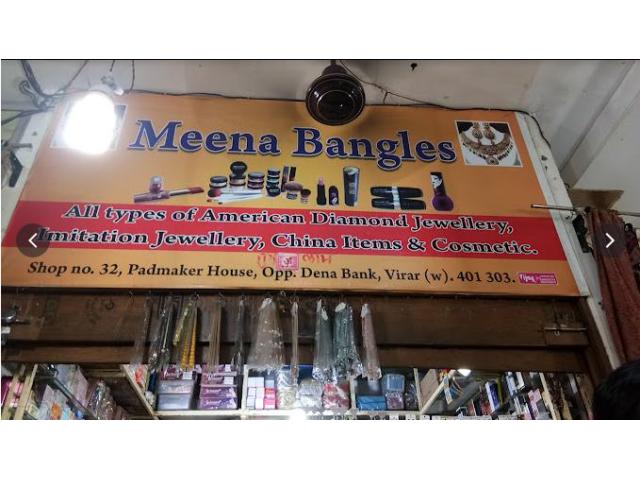 Meena Bangles
All types of American Diamond Jewellery,
Imitation Jewellery, China Items & Cosmetic.
Shop no. 32, Padmaker House, Opp. Dena Bank, Virar (w). 401 303.